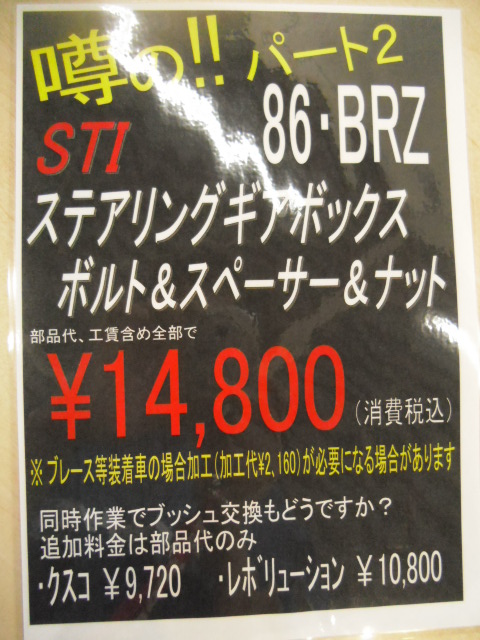 噂の!! パート2
86・BRZ
STI
ステアリングギアボックス
ボルト&スペーサー&ナット
部品代、工賃含め全部で
¥14,800(消費税込)
※ ブレース等装着車の場合加工(加工代¥2,160)が必要になる場合があります
同時作業でブッシュ交換もどうですか?
追加料金は部品代のみ
・クスコ ¥9,720 ・レボリューション ¥10,800